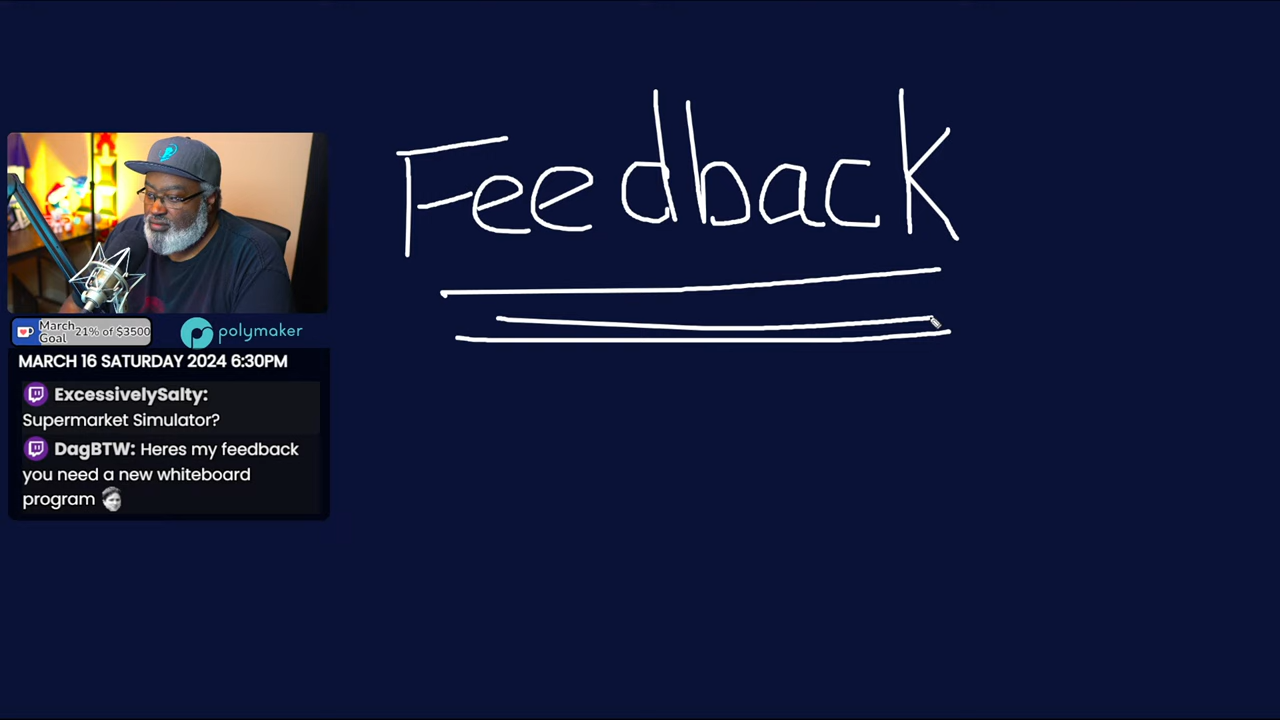 Feedback
March
Goal
21% of $3500
polymaker
MARCH 16 SATURDAY 2024 6:30PM
ExcessivelySalty:
Supermarket Simulator?
DagBTW: Heres my feedback
you need a new whiteboard
program